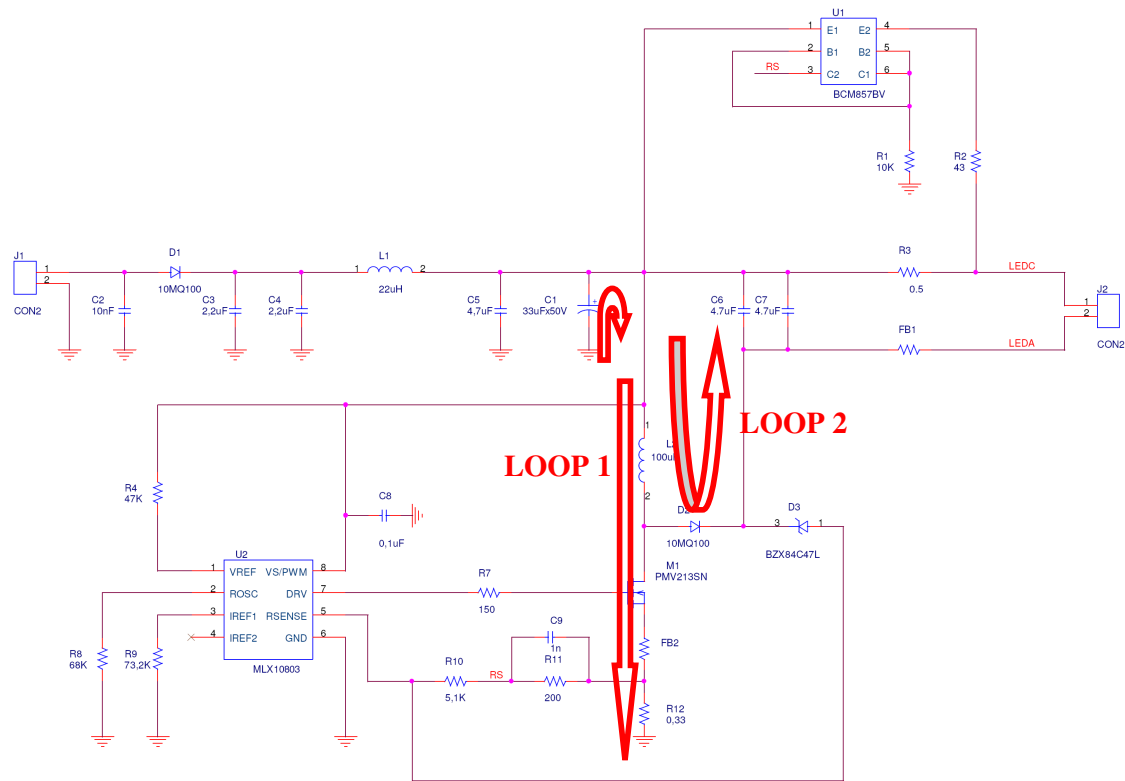 U1
1 E1 E2 4
2 B1 B2 5
RS 3 C2 C1 6
BCM857BV
R1
10K
R2
43
J1
1
2
CON2
D1
10MQ100
L1
1 2
22uH
R3
0.5
LEDC
J2
1
2
CON2
C2
10nF
C3
2,2uF
C4
2,2uF
C5
4,7uF
C1
33uFx50V
+
C6
4.7uF
C7
4.7uF
FB1
LEDA
LOOP 1
LOOP 2
1
100u
2
R4
47K
C8
0,1uF
10MQ100
D3
3 1
BZX84C47L
M1
PMV213SN
U2
1 VREF VS/PWM 8
2 ROSC DRV 7
3 IREF1 RSENSE 5
4 IREF2 GND 6
MLX10803
R7
150
R8
68K
R9
73,2K
C9
1n
R10
5,1K
RS
R11
200
FB2
R12
0,33